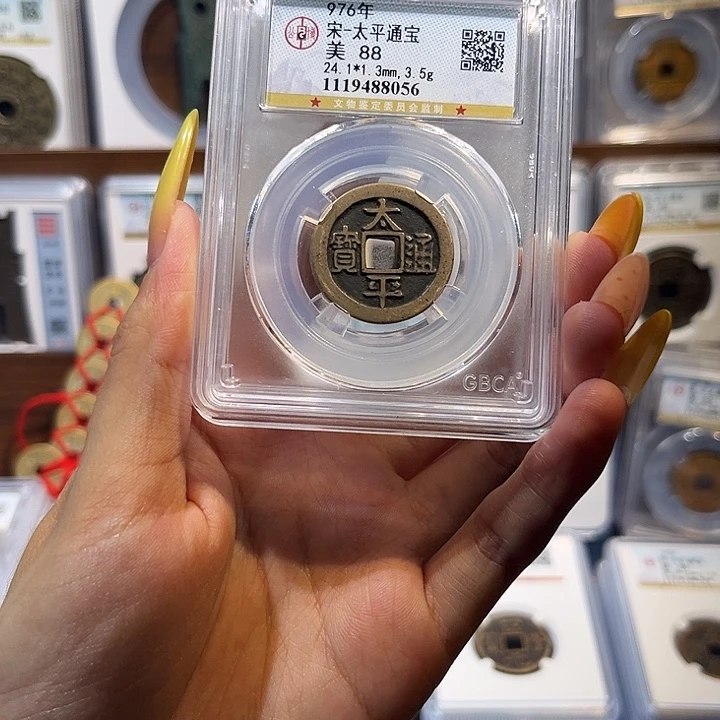 976年
宋-太平通宝
美 88
24.1*1.3mm,3.5g
1119488056
文物鉴定委员会监制
太
寶 通
平
GBCA